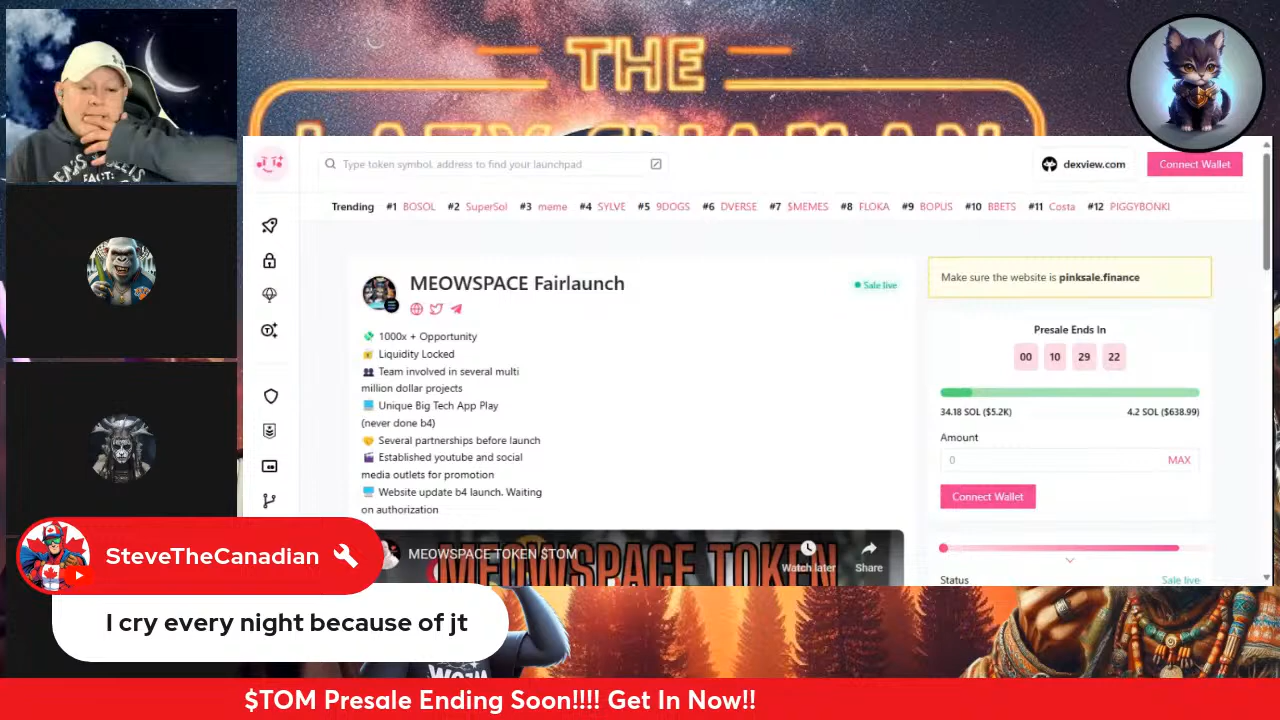 THE
LAZY SHAMAN
Type token symbol, address to find your launchpad
dexview.com
Connect Wallet
Trending #1 BOSOL #2 SuperSol #3 meme #4 SYLVE #5 9DOGS #6 DVERSE #7 $MEMES #8 FLOKA #9 BOPUS #10 BBETS #11 Costa #12 PIGGYBONKI
MEOWSPACE Fairlaunch
Sale live
1000x + Opportunity
Liquidity Locked
Team involved in several multi
million dollar projects
Unique Big Tech App Play
(never done b4)
Several partnerships before launch
Established youtube and social
media outlets for promotion
Website update b4 launch. Waiting
on authorization
Make sure the website is pinksale.finance
Presale Ends In
00 10 29 22
34.18 SOL ($5.2K) 4.2 SOL ($638.99)
Amount
0 MAX
Connect Wallet
Status Sale live
MEOWSPACE TOKEN $TOM
MEOWSPACE TOKEN
Watch later
Share
SteveTheCanadian
I cry every night because of jt
$TOM Presale Ending Soon!!!! Get In Now!!